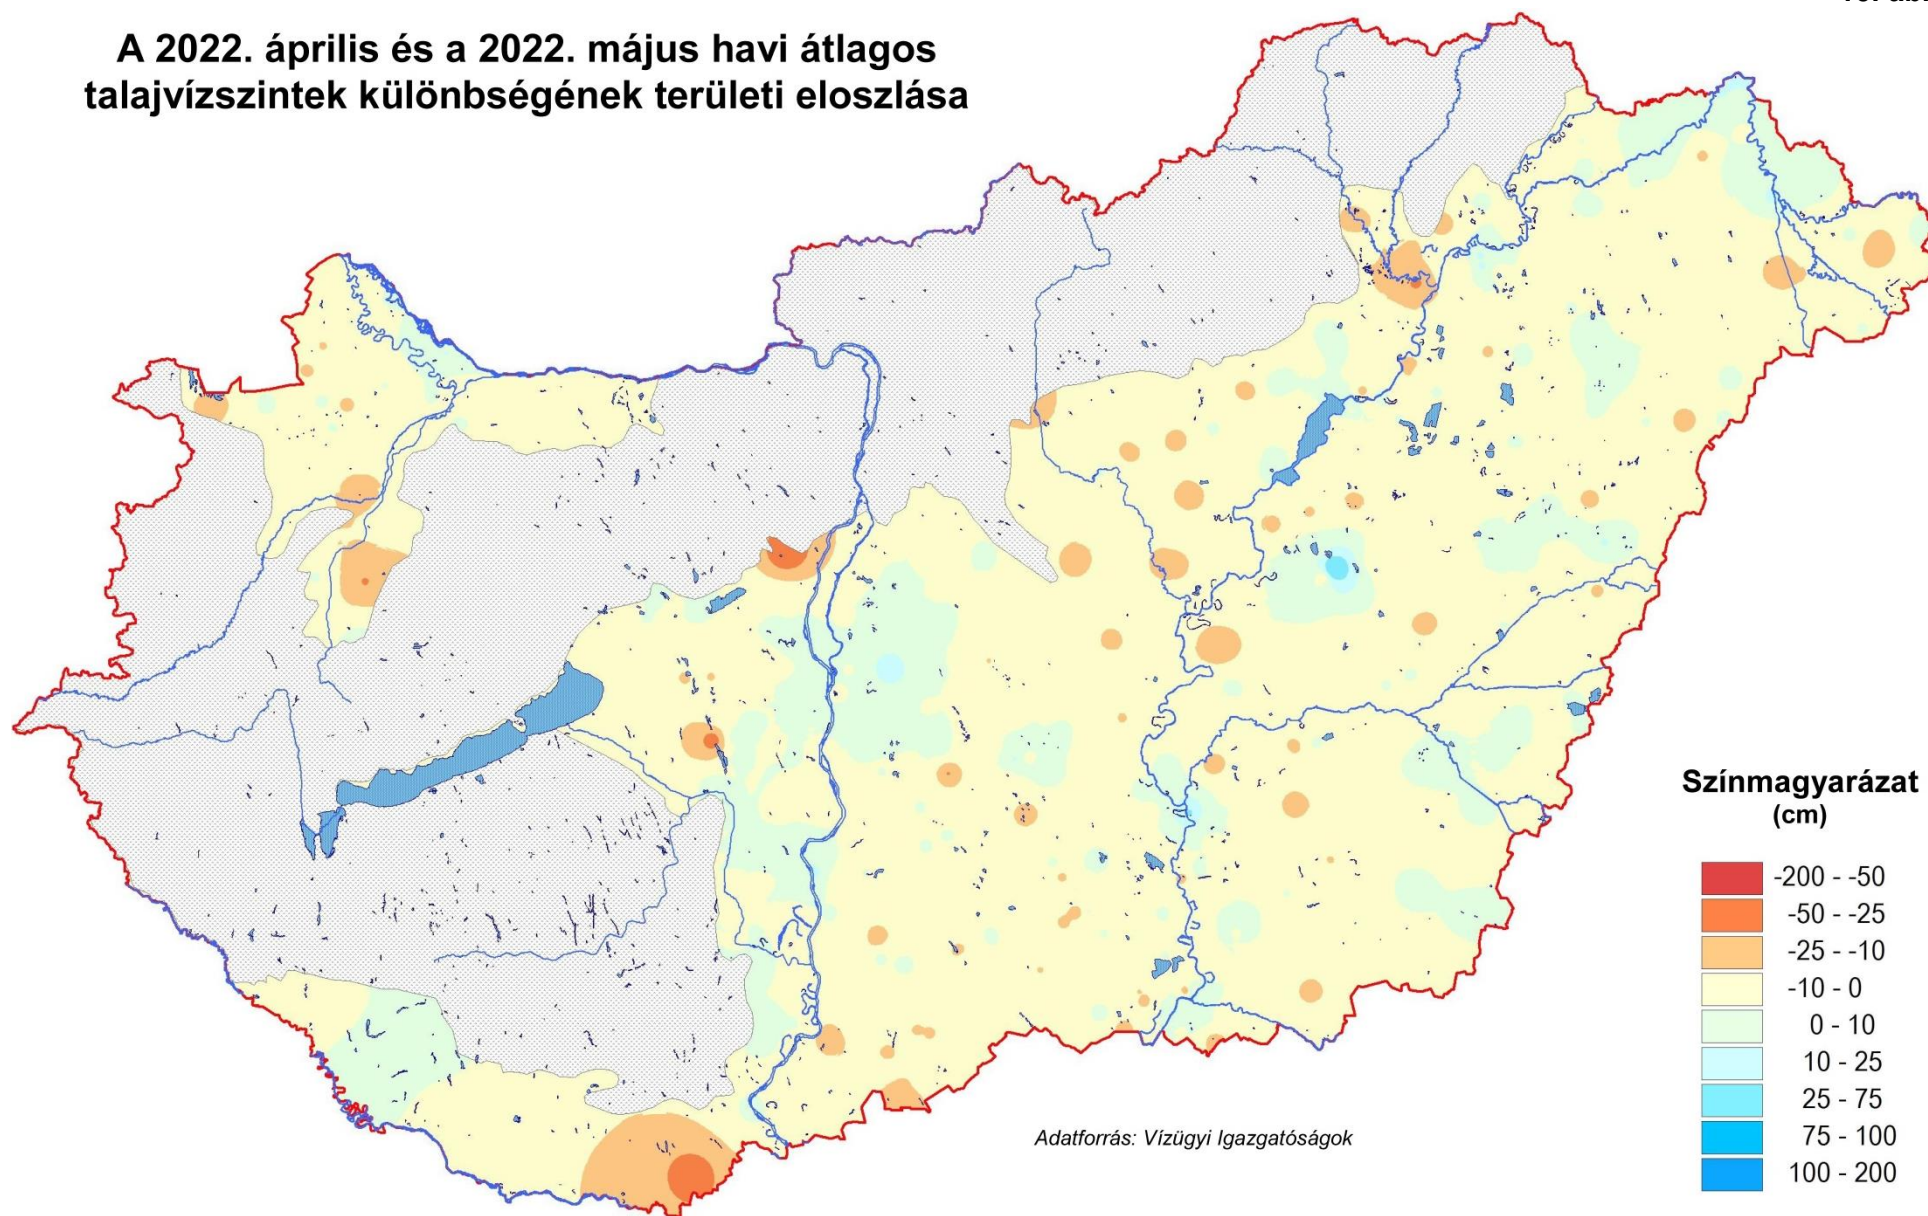 A 2022. április és a 2022. május havi átlagos
talajvízszintek különbségének területi eloszlása
Színmagyarázat
(cm)
-200 - -50
-50 - -25
-25 - -10
-10 - 0
0 - 10
10 - 25
25 - 75
75 - 100
100 - 200
Adatforrás: Vízügyi Igazgatóságok